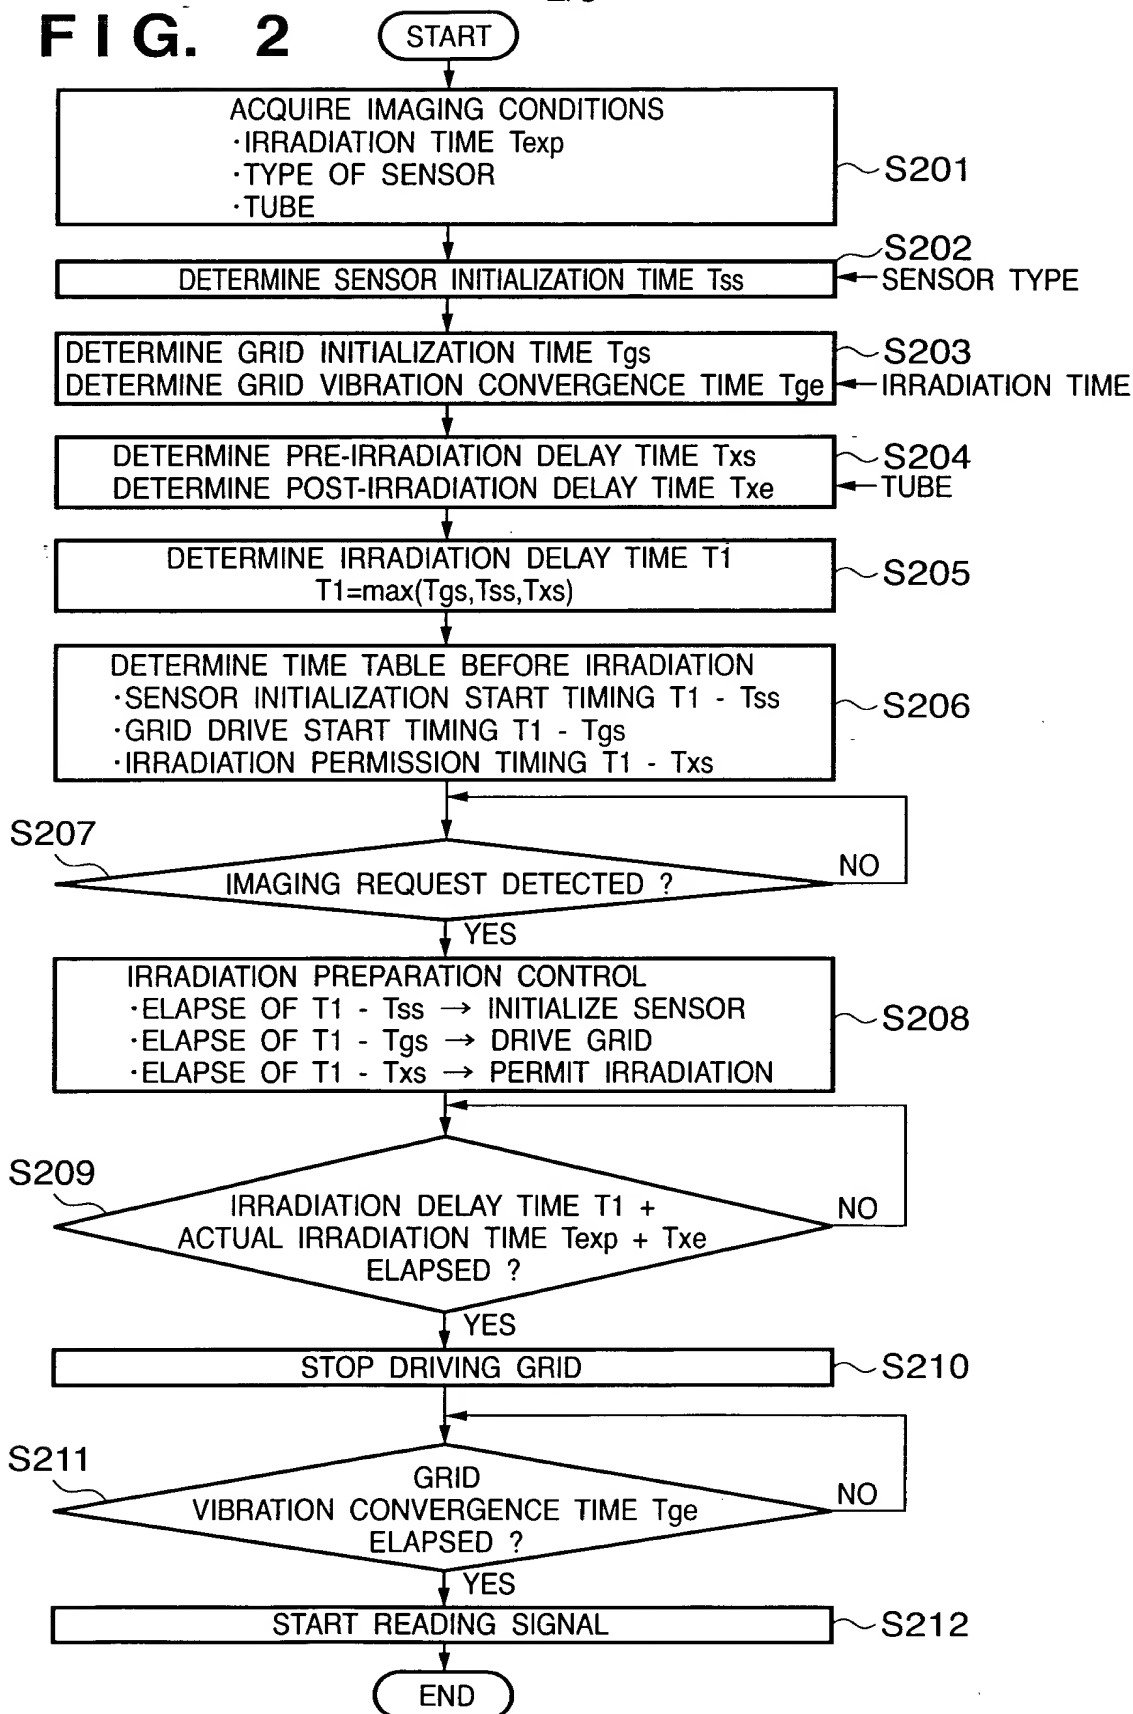 FIG. 2
START
ACQUIRE IMAGING CONDITIONS
·IRRADIATION TIME Texp
·TYPE OF SENSOR
·TUBE
S201
S202
DETERMINE SENSOR INITIALIZATION TIME Tss
SENSOR TYPE
DETERMINE GRID INITIALIZATION TIME Tgs
S203
DETERMINE GRID VIBRATION CONVERGENCE TIME Tge
IRRADIATION TIME
DETERMINE PRE-IRRADIATION DELAY TIME Txs
S204
DETERMINE POST-IRRADIATION DELAY TIME Txe
TUBE
DETERMINE IRRADIATION DELAY TIME T1
T1=max(Tgs,Tss,Txs)
S205
DETERMINE TIME TABLE BEFORE IRRADIATION
·SENSOR INITIALIZATION START TIMING T1 - Tss
·GRID DRIVE START TIMING T1 - Tgs
·IRRADIATION PERMISSION TIMING T1 - Txs
S206
S207
IMAGING REQUEST DETECTED ?
NO
YES
IRRADIATION PREPARATION CONTROL
·ELAPSE OF T1 - Tss → INITIALIZE SENSOR
·ELAPSE OF T1 - Tgs → DRIVE GRID
·ELAPSE OF T1 - Txs → PERMIT IRRADIATION
S208
S209
IRRADIATION DELAY TIME T1 +
ACTUAL IRRADIATION TIME Texp + Txe
ELAPSED ?
NO
YES
STOP DRIVING GRID
S210
S211
GRID
VIBRATION CONVERGENCE TIME Tge
ELAPSED ?
NO
YES
START READING SIGNAL
S212
END